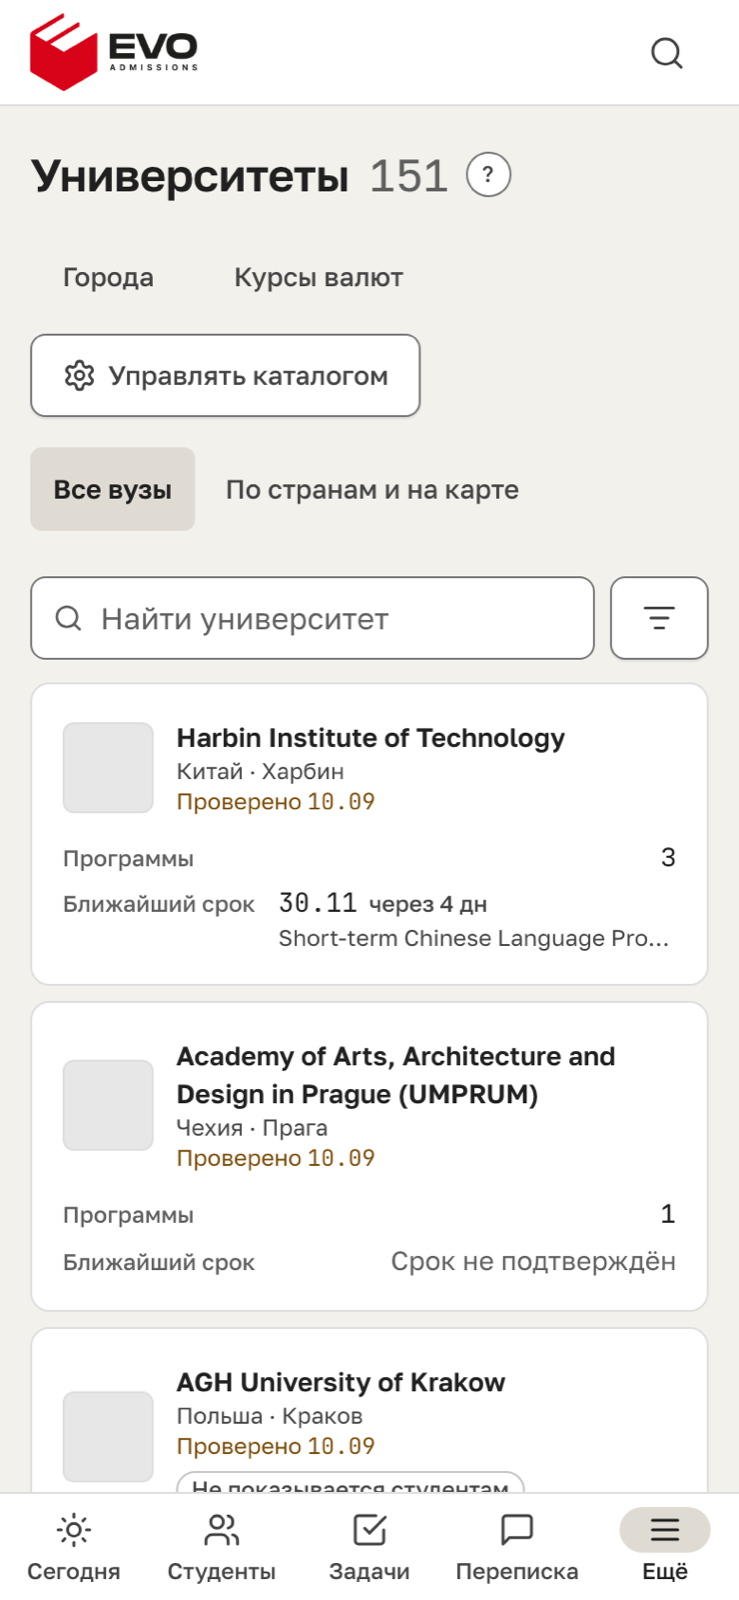 EVO
ADMISSIONS
Университеты 151 ?
Города Курсы валют
Управлять каталогом
Все вузы По странам и на карте
Найти университет
Harbin Institute of Technology
Китай · Харбин
Проверено 10.09
Программы 3
Ближайший срок 30.11 через 4 дн
Short-term Chinese Language Pro...
Academy of Arts, Architecture and
Design in Prague (UMPRUM)
Чехия · Прага
Проверено 10.09
Программы 1
Ближайший срок Срок не подтверждён
AGH University of Krakow
Польша · Краков
Проверено 10.09
Не показывается студентам
Сегодня Студенты Задачи Переписка Ещё